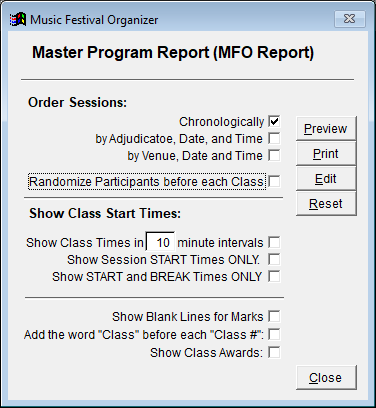 Music Festival Organizer
Master Program Report (MFO Report)
Order Sessions:
Chronologically
by Adjudicatoe, Date, and Time
by Venue, Date and Time
Randomize Participants before each Class
Preview
Print
Edit
Reset
Show Class Start Times:
Show Class Times in 10 minute intervals
Show Session START Times ONLY.
Show START and BREAK Times ONLY
Show Blank Lines for Marks
Add the word "Class" before each "Class #":
Show Class Awards:
Close